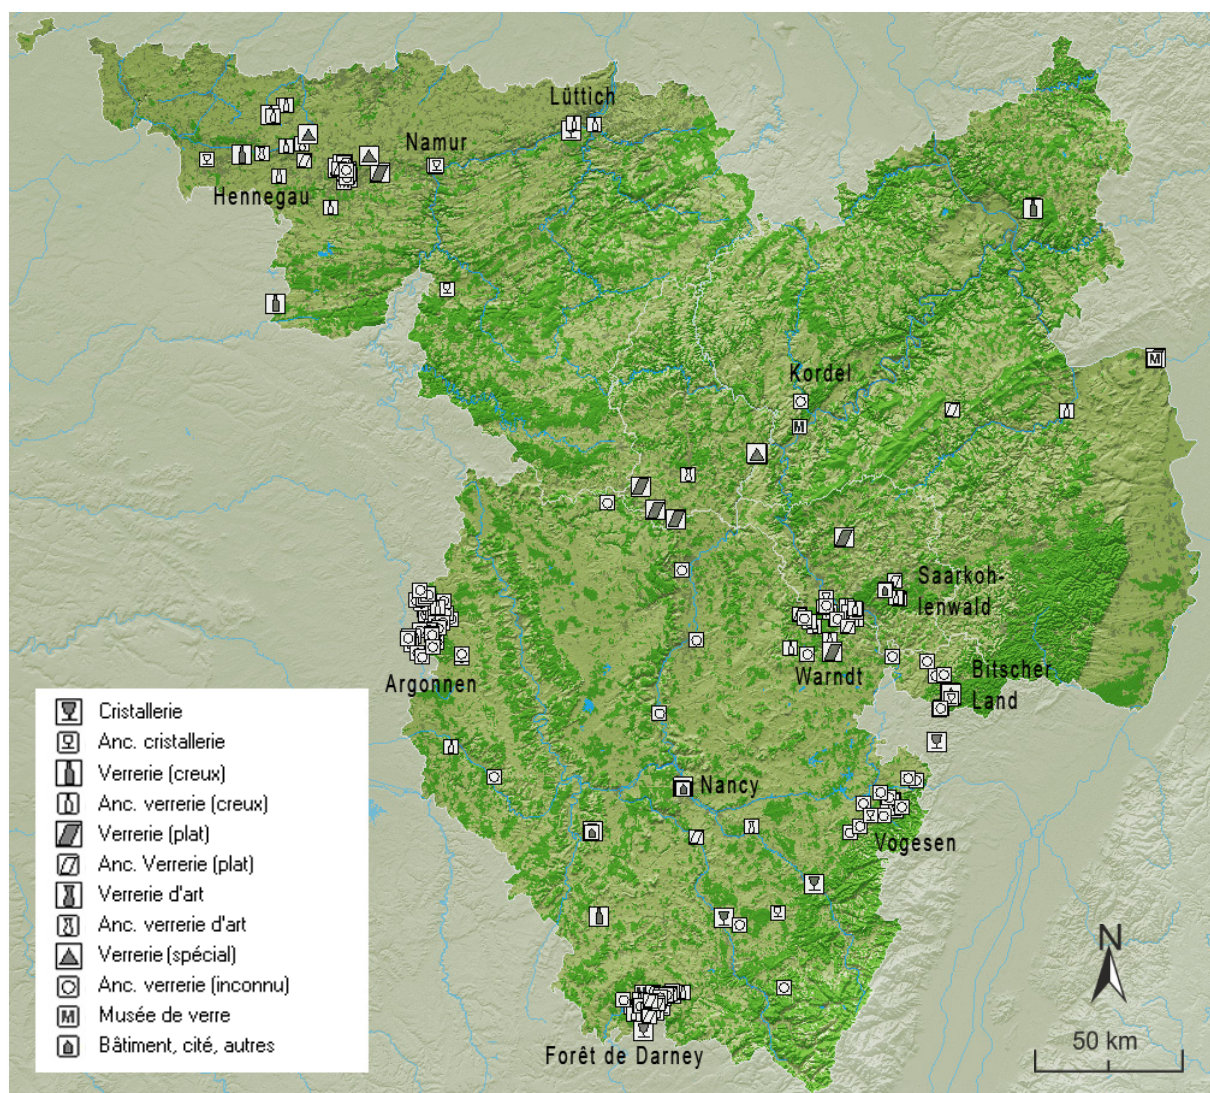 Lüttich
Namur
Hennegau
Kordel
Saarkoh-
lenwald
Argonnen
Warndt
Bitscher
Land
Nancy
Vogesen
Forêt de Darney
Cristallerie
Anc. cristallerie
Verrerie (creux)
Anc. verrerie (creux)
Verrerie (plat)
Anc. Verrerie (plat)
Verrerie d'art
Anc. verrerie d'art
Verrerie (spécial)
Anc. verrerie (inconnu)
M Musée de verre
Bâtiment, cité, autres
M
M
N
50 km